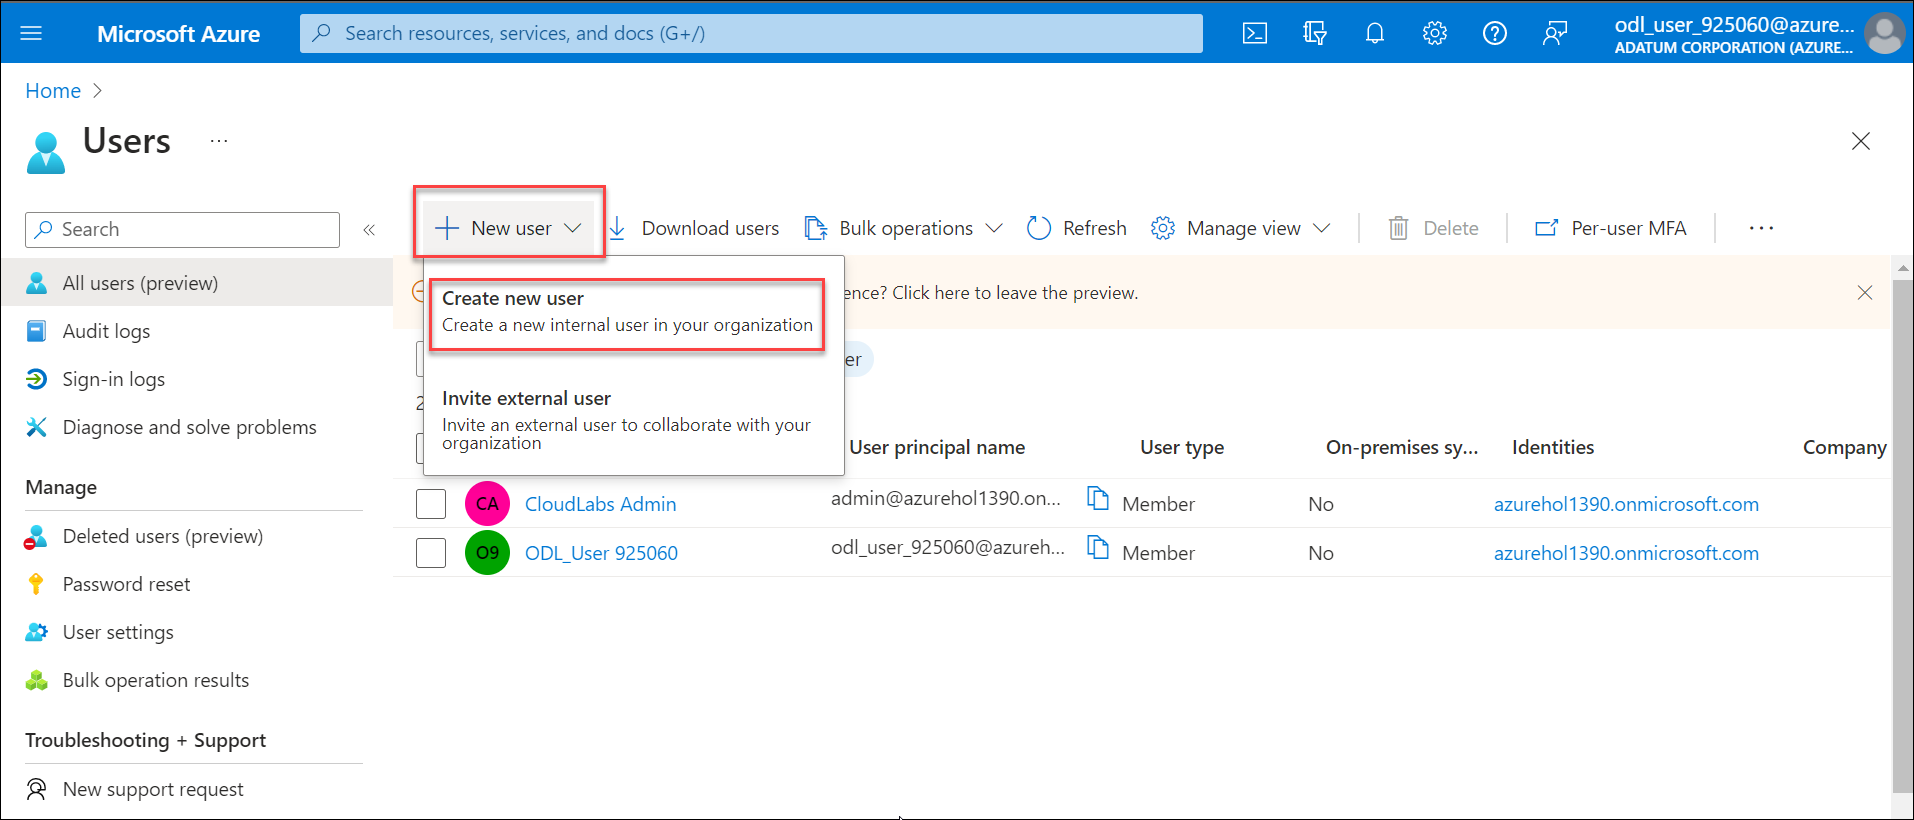 Microsoft Azure
Search resources, services, and docs (G+/)
odl_user_925060@azure...
ADATUM CORPORATION (AZURE...
Home
Users
...
Search
New user
Download users
Bulk operations
Refresh
Manage view
Delete
Per-user MFA
...
All users (preview)
Audit logs
Sign-in logs
Diagnose and solve problems
Manage
Deleted users (preview)
Password reset
User settings
Bulk operation results
Troubleshooting + Support
New support request
Create new user
Create a new internal user in your organization
Invite external user
Invite an external user to collaborate with your
organization
ence? Click here to leave the preview.
er
2
User principal name
User type
On-premises sy...
Identities
Company
CA
CloudLabs Admin
admin@azurehol1390.on...
Member
No
azurehol1390.onmicrosoft.com
O9
ODL_User 925060
odl_user_925060@azureh...
Member
No
azurehol1390.onmicrosoft.com